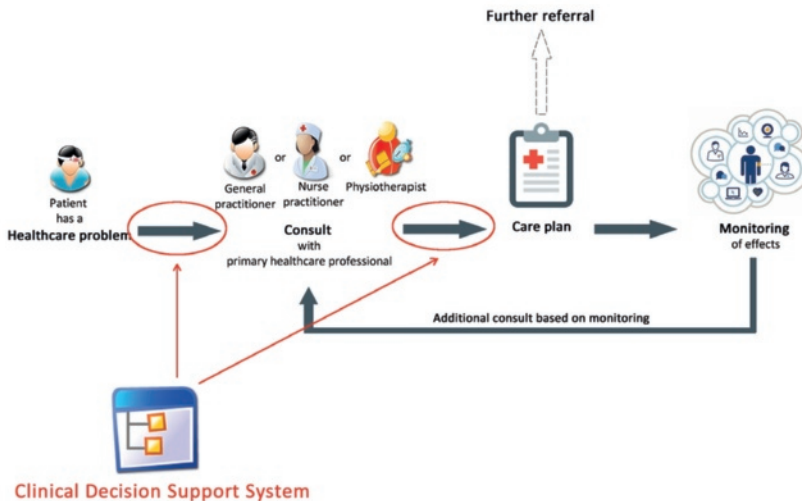 Further referral
or
or
General
practitioner
Nurse
practitioner
Physiotherapist
Patient
has a
Healthcare problem
Consult
with
primary healthcare professional
Care plan
Monitoring
of effects
Additional consult based on monitoring
Clinical Decision Support System